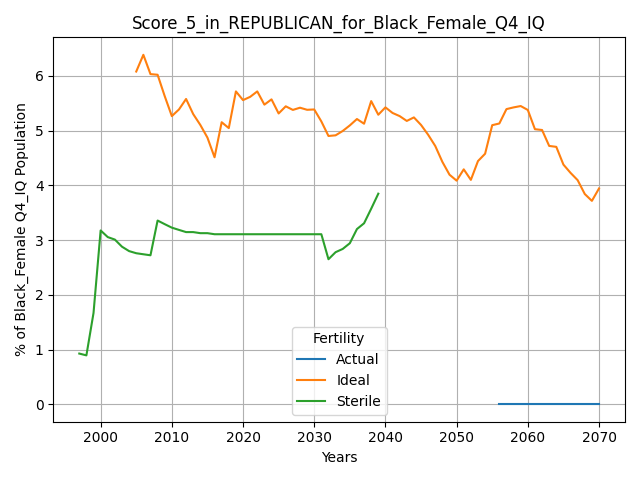 Score_5_in_REPUBLICAN_for_Black_Female_Q4_IQ
% of Black_Female Q4_IQ Population
6
5
4
3
2
1
0
Fertility
Actual
Ideal
Sterile
2000 2010 2020 2030 2040 2050 2060 2070
Years